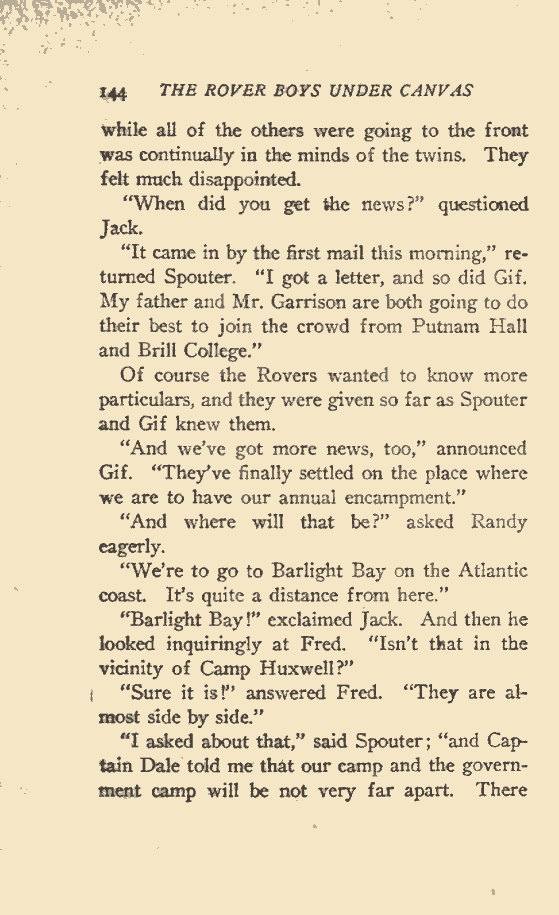 144 THE ROVER BOYS UNDER CANVAS
while all of the others were going to the front
was continually in the minds of the twins. They
felt much disappointed.
"When did you get the news?" questioned
Jack.
"It came in by the first mail this morning," re-
turned Spouter. "I got a letter, and so did Gif.
My father and Mr. Garrison are both going to do
their best to join the crowd from Putnam Hall
and Brill College."
Of course the Rovers wanted to know more
particulars, and they were given so far as Spouter
and Gif knew them.
"And we've got more news, too," announced
Gif. "They've finally settled on the place where
we are to have our annual encampment."
"And where will that be?" asked Randy
eagerly.
"We're to go to Barlight Bay on the Atlantic
coast. It's quite a distance from here."
"Barlight Bay!" exclaimed Jack. And then he
looked inquiringly at Fred. "Isn't that in the
vicinity of Camp Huxwell?"
"Sure it is!" answered Fred. "They are al-
most side by side."
"I asked about that," said Spouter; "and Cap-
tain Dale told me that our camp and the govern-
ment camp will be not very far apart. There